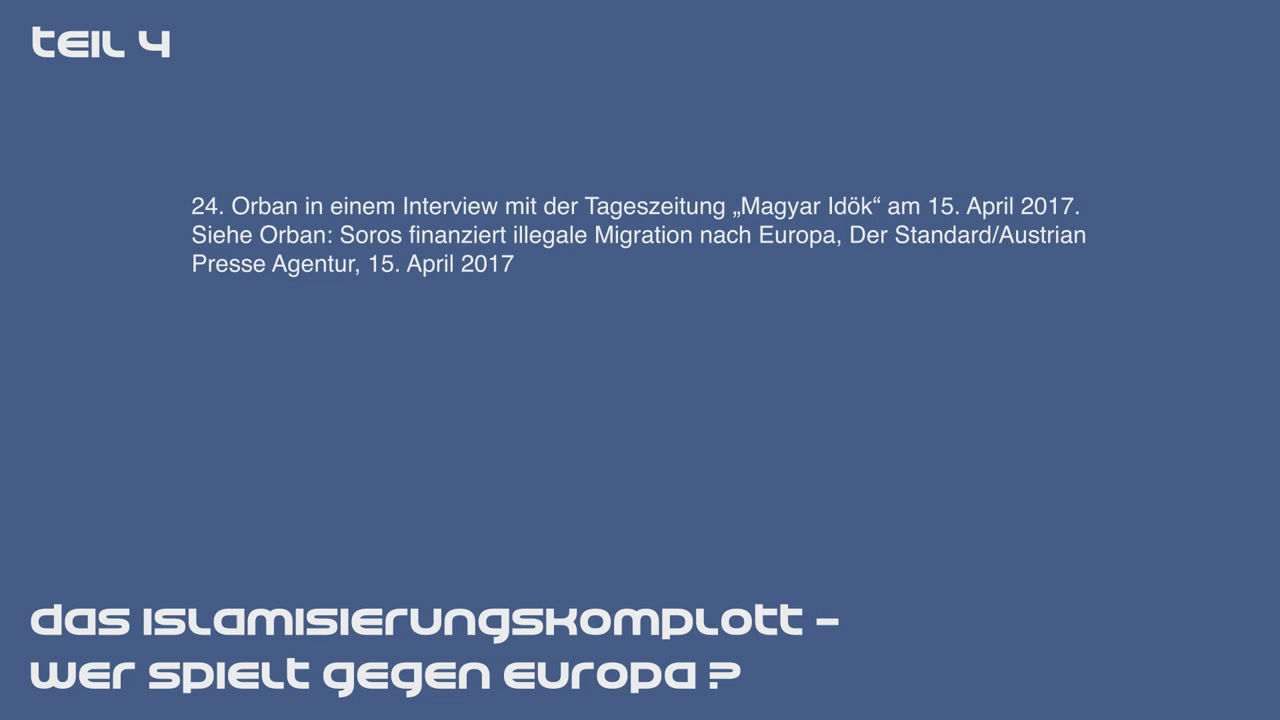 Teil 4
24. Orban in einem Interview mit der Tageszeitung „Magyar Idök“ am 15. April 2017.
Siehe Orban: Soros finanziert illegale Migration nach Europa, Der Standard/Austrian
Presse Agentur, 15. April 2017
Das Islamisierungskomplott –
Wer spielt gegen Europa ?